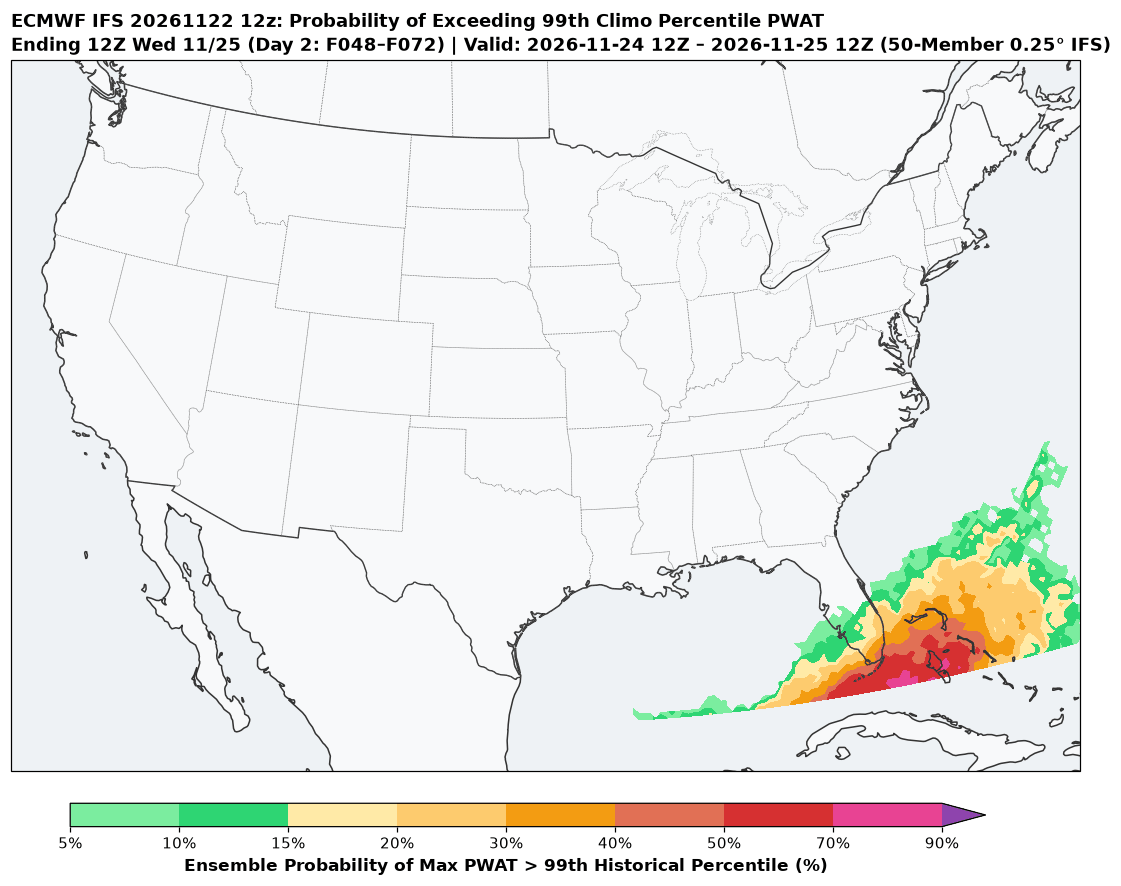 ECMWF IFS 20261122 12z: Probability of Exceeding 99th Climo Percentile PWAT
Ending 12Z Wed 11/25 (Day 2: F048–F072) | Valid: 2026-11-24 12Z – 2026-11-25 12Z (50-Member 0.25° IFS)
5% 10% 15% 20% 30% 40% 50% 70% 90%
Ensemble Probability of Max PWAT > 99th Historical Percentile (%)